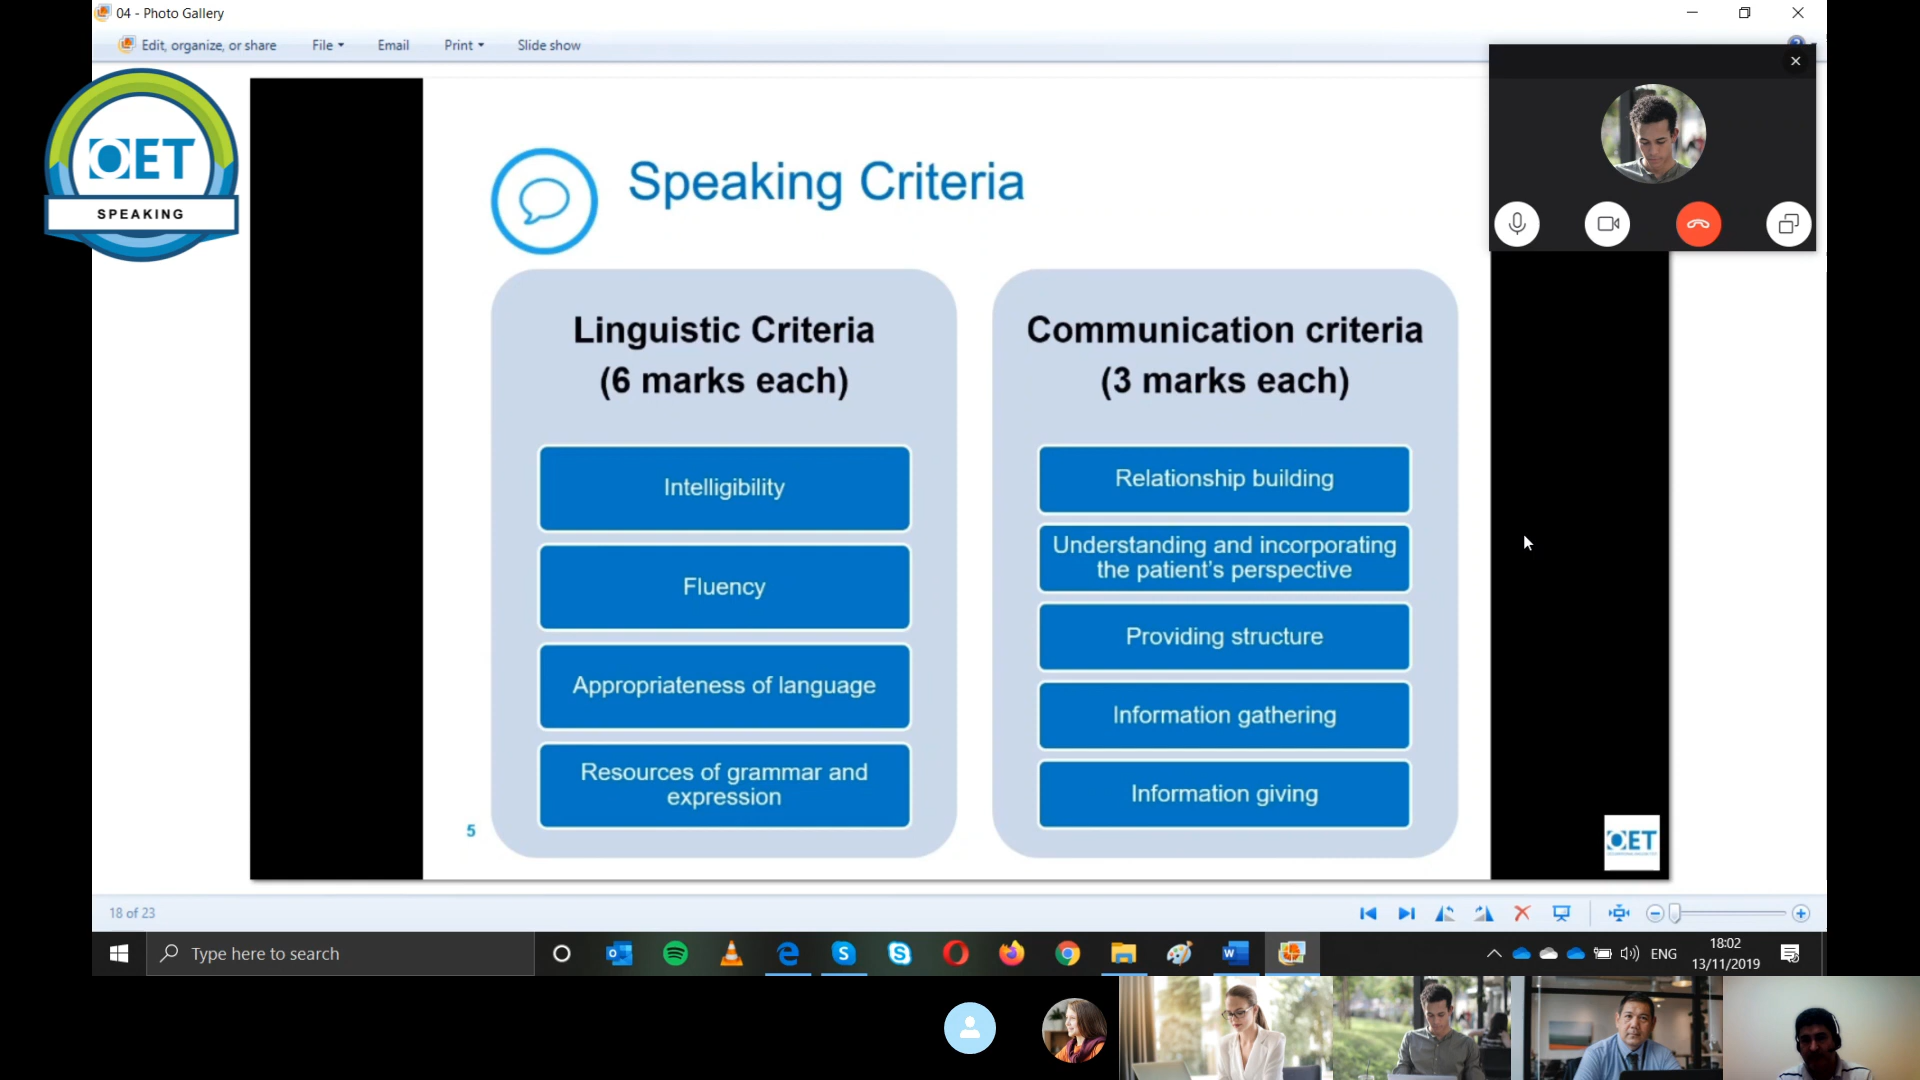 04 - Photo Gallery
Edit, organize, or share
File
Email
Print
Slide show
OET
SPEAKING
Speaking Criteria
Linguistic Criteria
(6 marks each)
Intelligibility
Fluency
Appropriateness of language
Resources of grammar and
expression
Communication criteria
(3 marks each)
Relationship building
Understanding and incorporating
the patient's perspective
Providing structure
Information gathering
Information giving
5
OET
18 of 23
Type here to search
ENG
18:02
13/11/2019